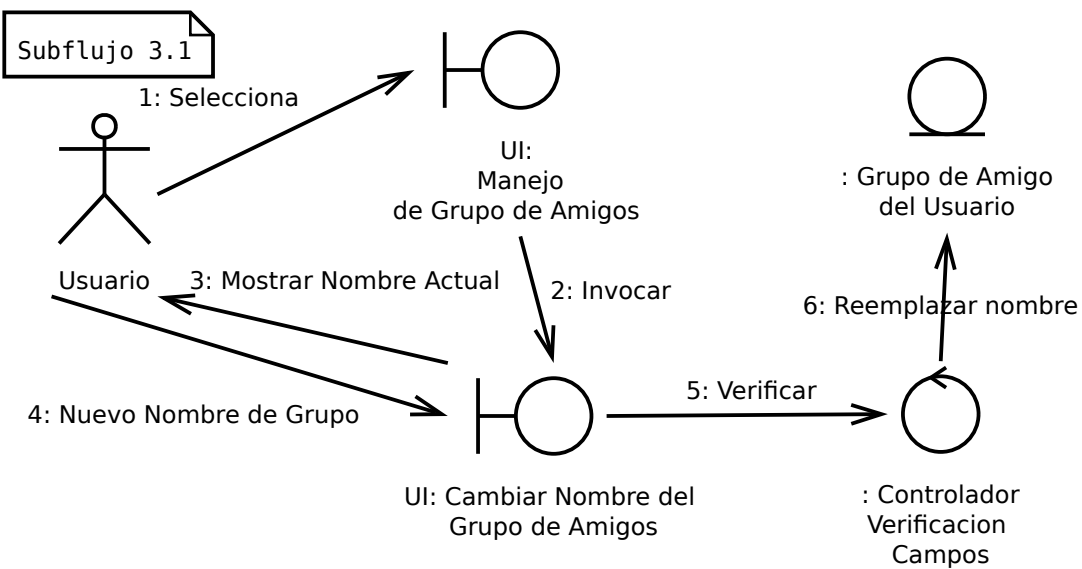 Subflujo 3.1
1: Selecciona
UI:
Manejo
de Grupo de Amigos
: Grupo de Amigo
del Usuario
Usuario
3: Mostrar Nombre Actual
2: Invocar
6: Reemplazar nombre
5: Verificar
4: Nuevo Nombre de Grupo
UI: Cambiar Nombre del
Grupo de Amigos
: Controlador
Verificacion
Campos